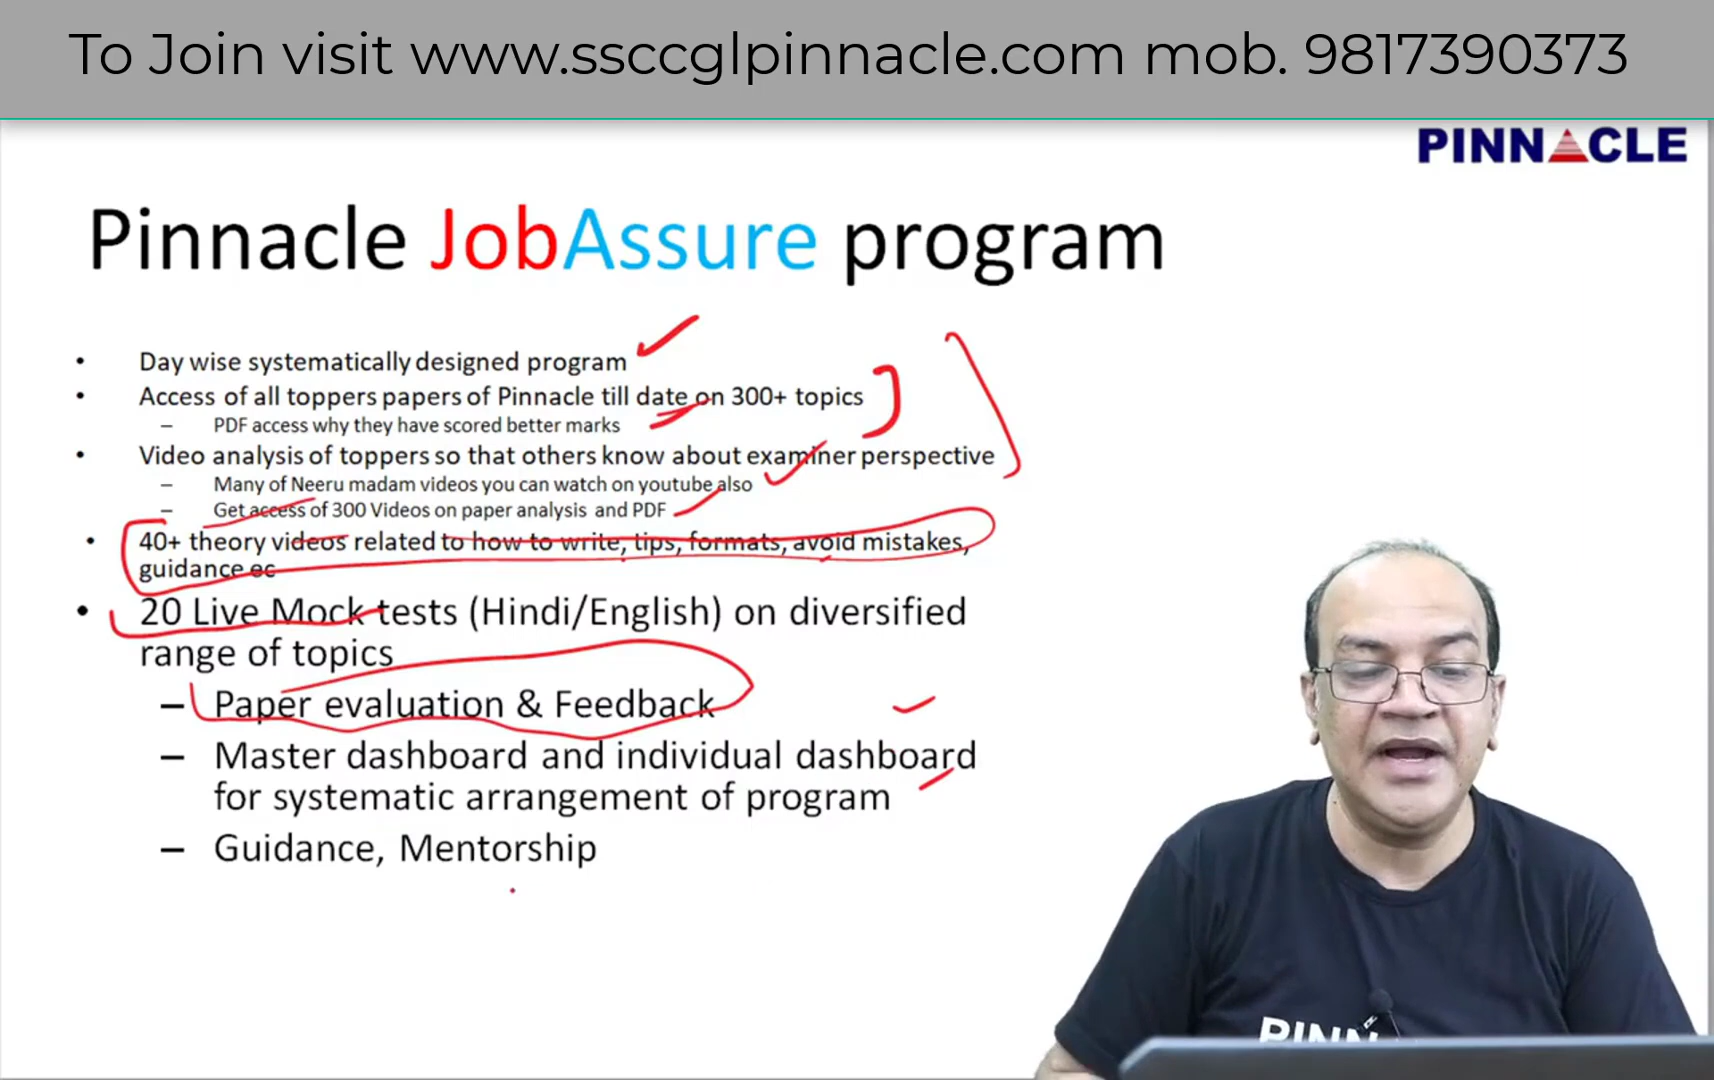 To Join visit www.ssccglpinnacle.com mob. 9817390373
PINNACLE
Pinnacle JobAssure program
• Day wise systematically designed program
• Access of all toppers papers of Pinnacle till date on 300+ topics
– PDF access why they have scored better marks
• Video analysis of toppers so that others know about examiner perspective
– Many of Neeru madam videos you can watch on youtube also
– Get access of 300 Videos on paper analysis and PDF
• 40+ theory videos related to how to write, tips, formats, avoid mistakes,
guidance ec
• 20 Live Mock tests (Hindi/English) on diversified
range of topics
– Paper evaluation & Feedback
– Master dashboard and individual dashboard
for systematic arrangement of program
– Guidance, Mentorship
PINN